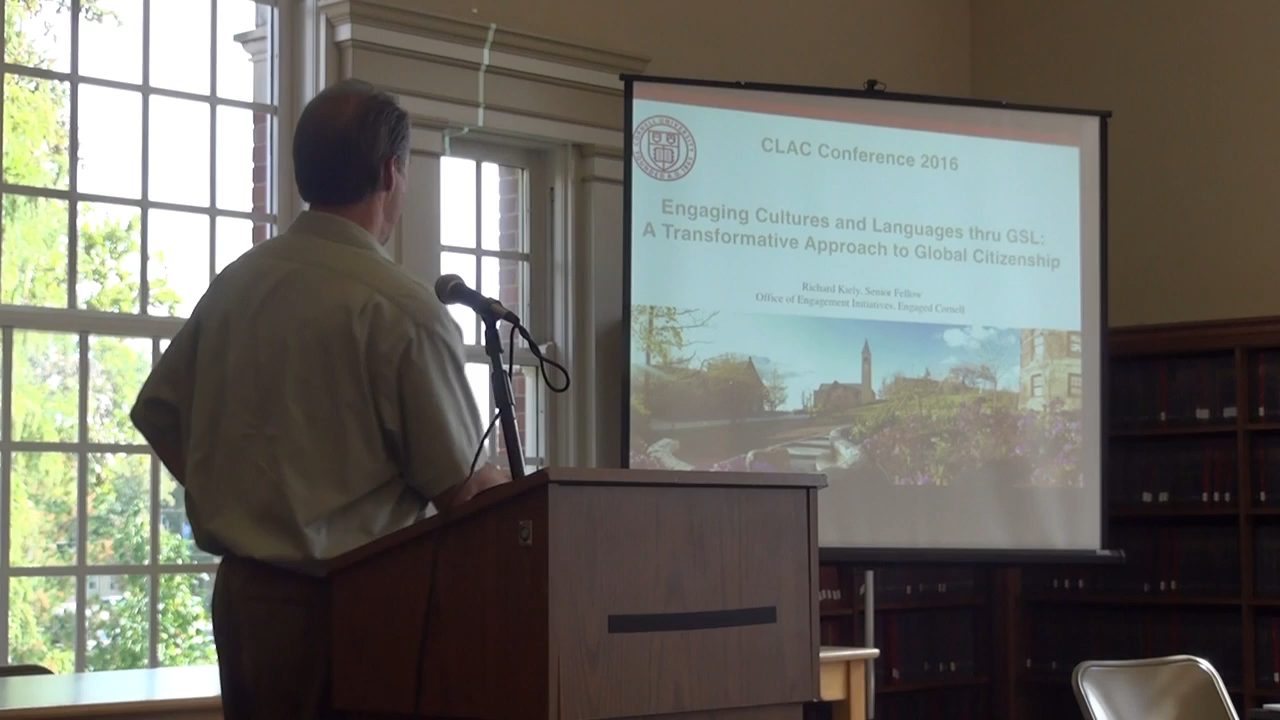 CLAC Conference 2016
Engaging Cultures and Languages thru GSL:
A Transformative Approach to Global Citizenship
Richard Kiely, Senior Fellow
Office of Engagement Initiatives, Engaged Cornell